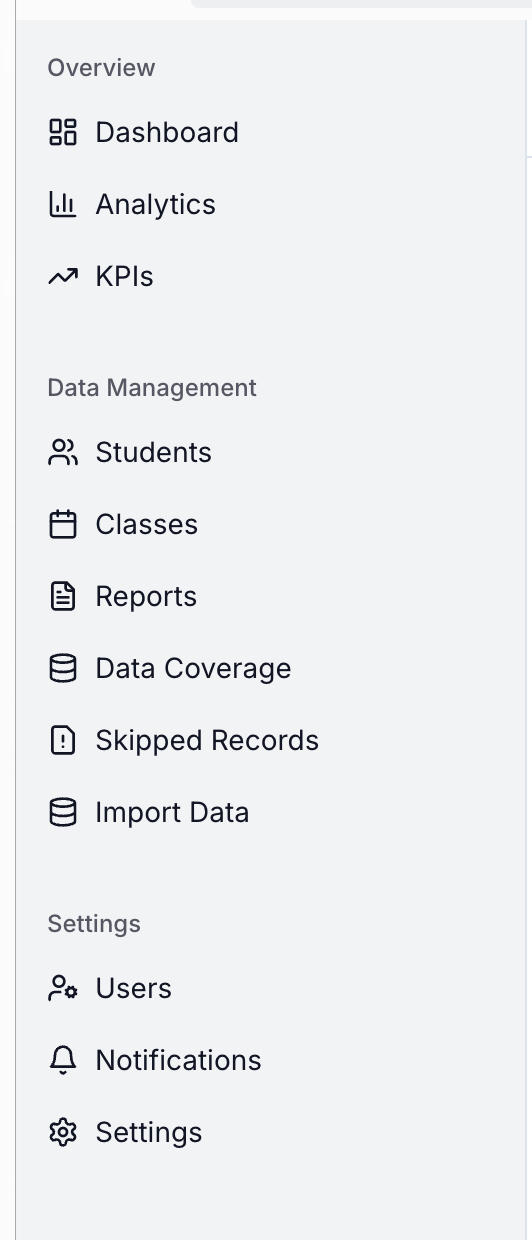 Overview
Dashboard
Analytics
KPIs
Data Management
Students
Classes
Reports
Data Coverage
Skipped Records
Import Data
Settings
Users
Notifications
Settings